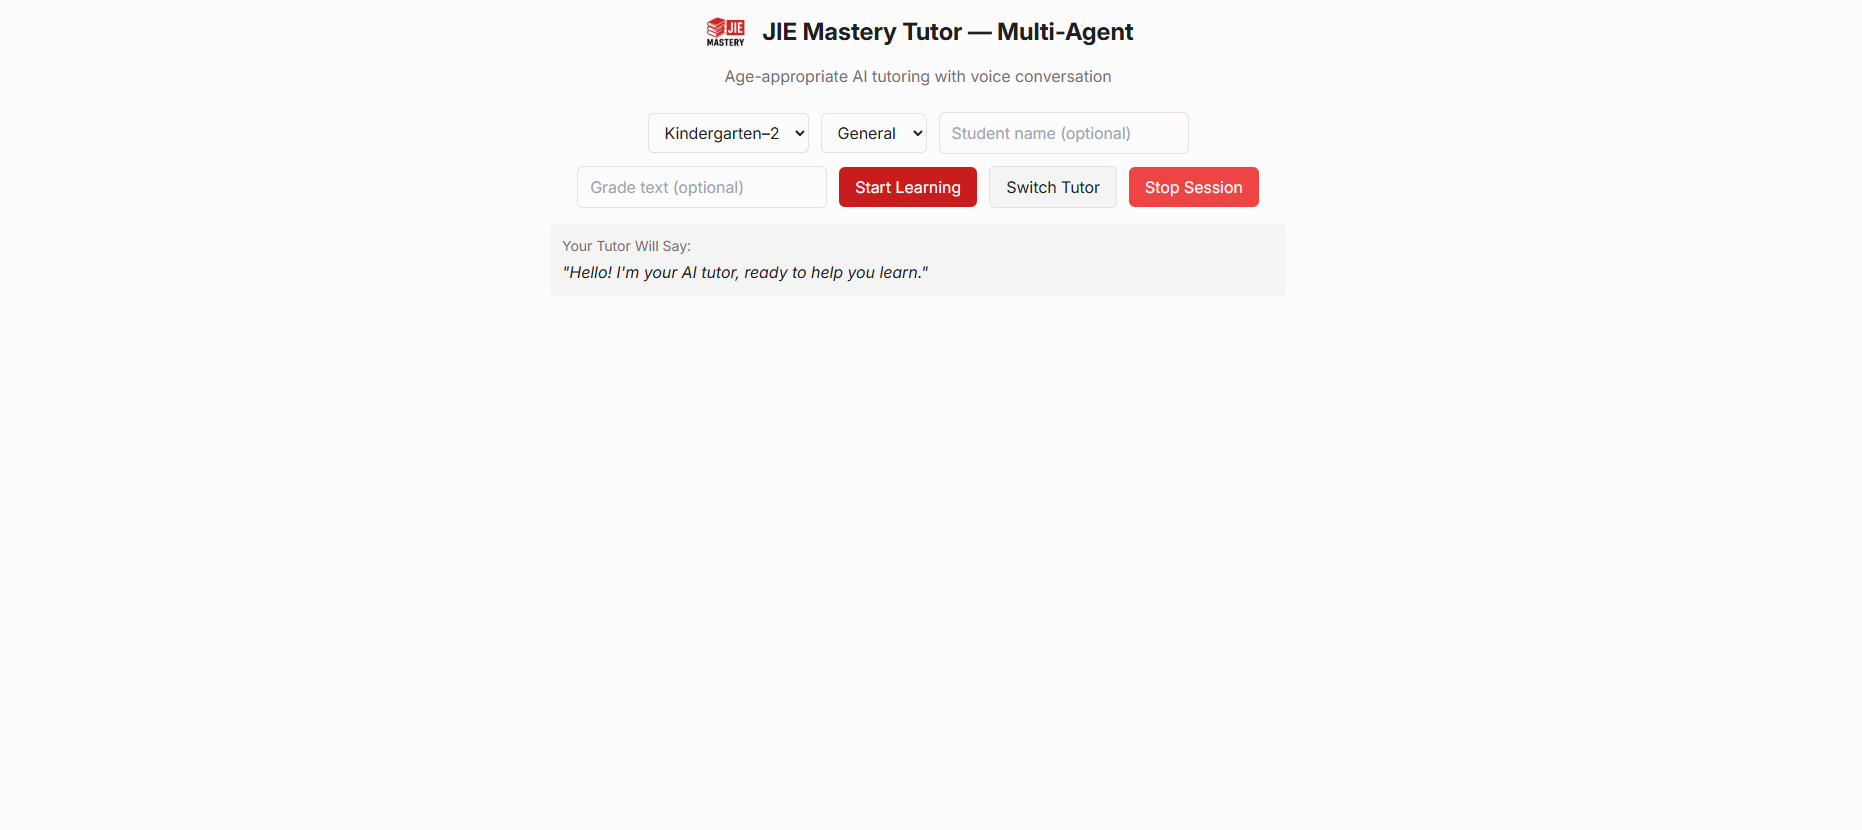 JIE
MASTERY
JIE Mastery Tutor — Multi-Agent
Age-appropriate AI tutoring with voice conversation
Kindergarten–2 General Student name (optional)
Grade text (optional) Start Learning Switch Tutor Stop Session
Your Tutor Will Say:
"Hello! I'm your AI tutor, ready to help you learn."